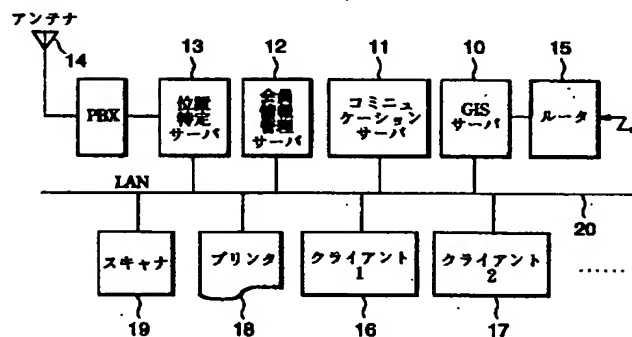 アンテナ
14
PBX
13
位置
特定
サーバ
12
会員
情報
管理
サーバ
11
コミニュ
ケーション
サーバ
10
GIS
サーバ
15
ルータ
LAN
20
スキャナ
19
プリンタ
18
クライアント
1
16
クライアント
2
17
……